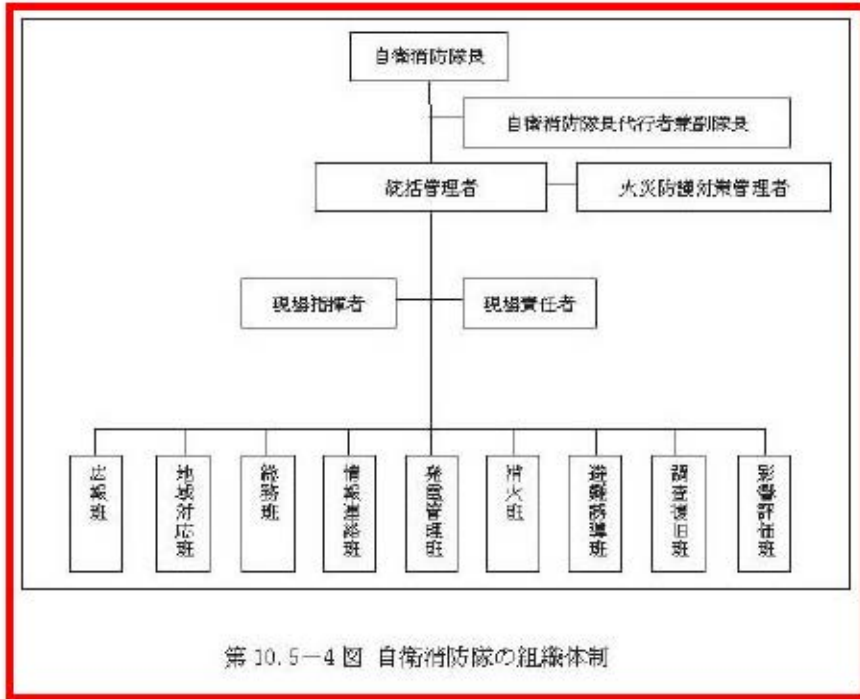 自衛消防隊長
自衛消防隊長代行者兼副隊長
統括管理者
火災防護対策管理者
現場指揮者
現場責任者
広報班
地域対応班
総務班
情報連絡班
発電管理班
消火班
避難誘導班
調査復旧班
影響評価班
第10.5-4図 自衛消防隊の組織体制